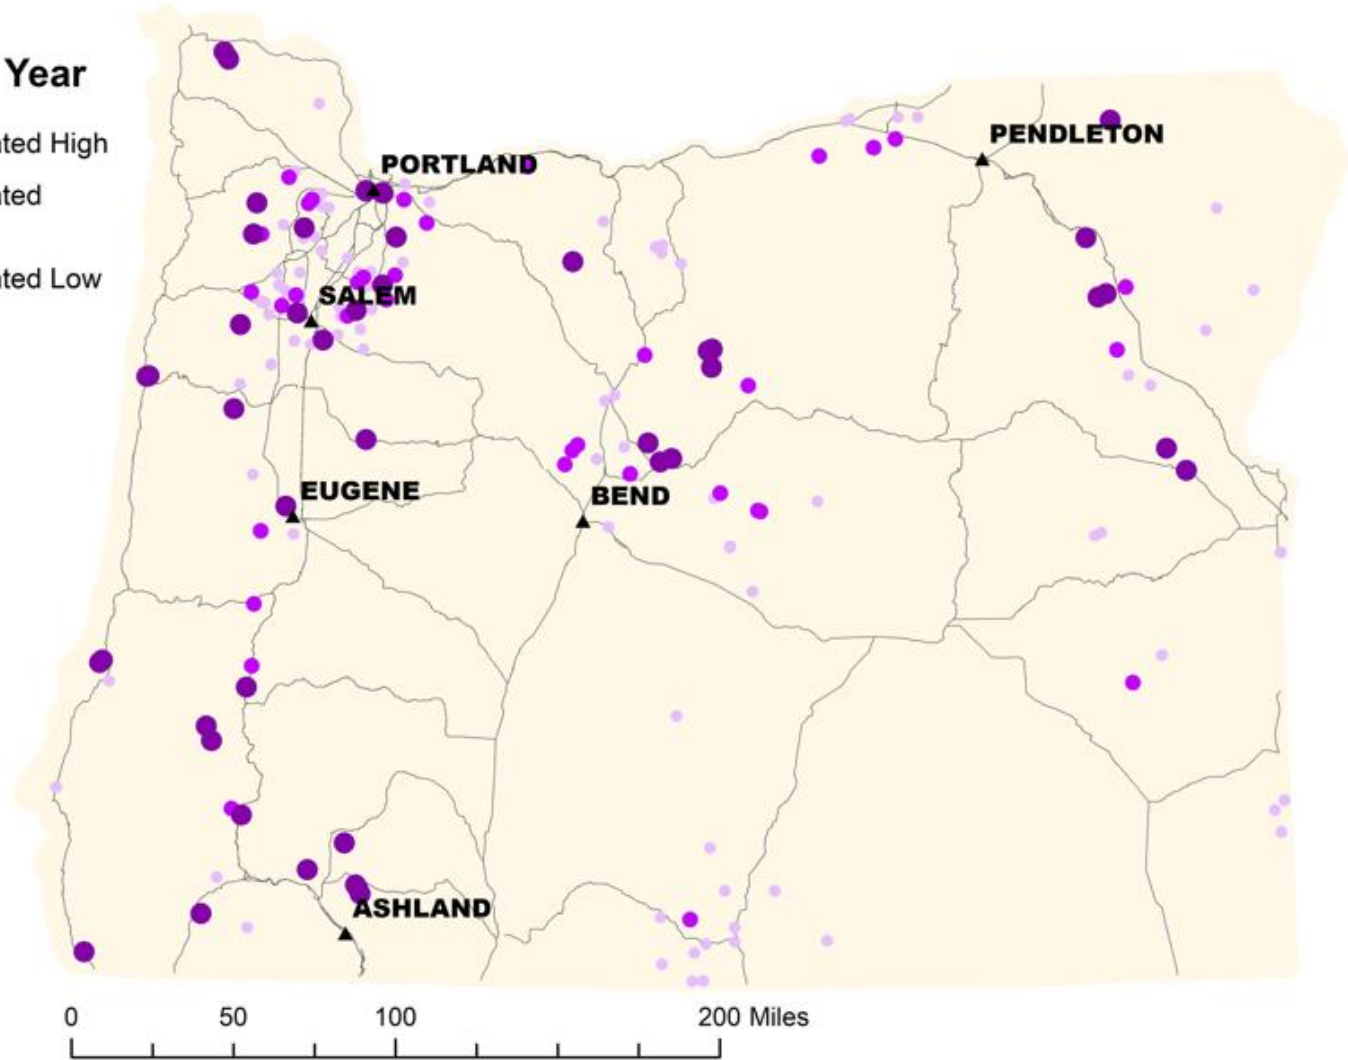 Year
ted High
ted
ted Low
PORTLAND
PENDLETON
SALEM
EUGENE
BEND
ASHLAND
0 50 100 200 Miles